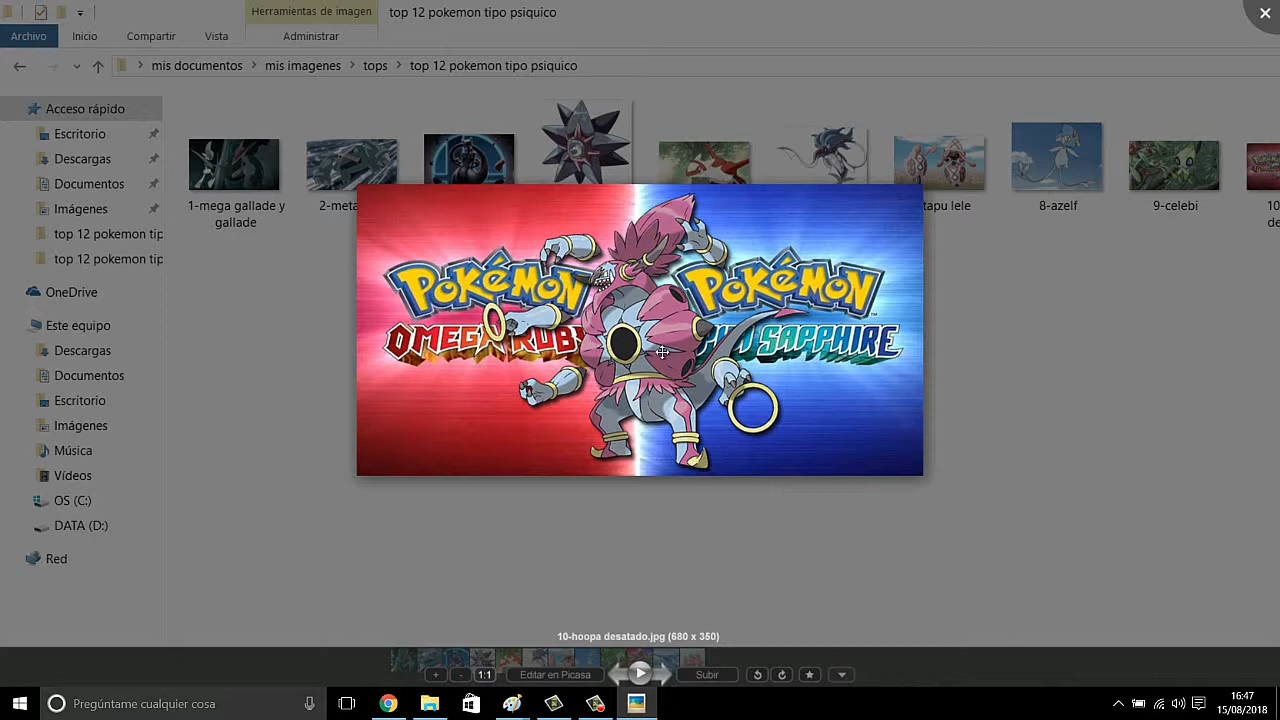 Herramientas de imagen
top 12 pokemon tipo psiquico
Archivo
Inicio
Compartir
Vista
Administrar
mis documentos
mis imagenes
tops
top 12 pokemon tipo psiquico
Acceso rápido
Escritorio
Descargas
Documentos
Imágenes
top 12 pokemon tip
top 12 pokemon tip
OneDrive
Este equipo
Descargas
Documentos
Escritorio
Imágenes
Música
Vídeos
OS (C:)
DATA (D:)
Red
1-mega gallade y
gallade
2-meta
tapu lele
8-azelf
9-celebi
10
de
POKéMON
OMEGA RUBY
POKéMON
SAPPHIRE
10-hoopa desatado.jpg (680 x 350)
+
-
1:1
Editar en Picasa
Subir
Pregúntame cualquier cosa
16:47
15/08/2018